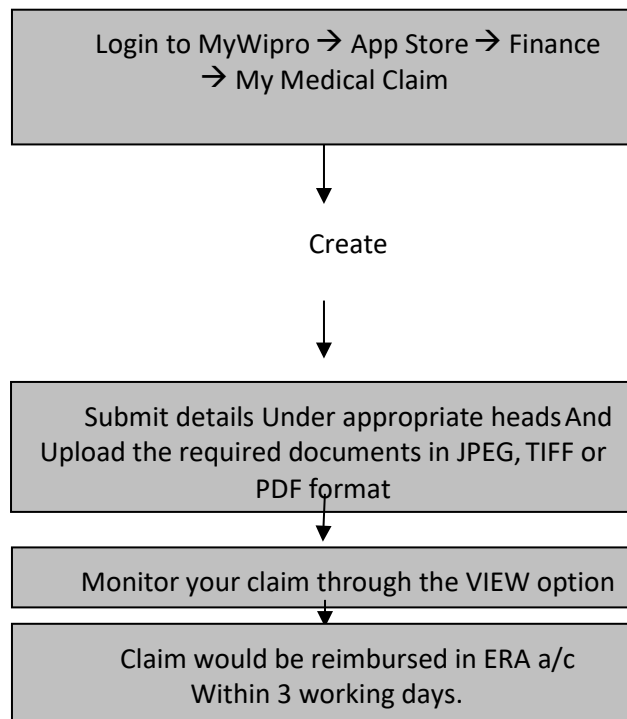 Login to MyWipro → App Store → Finance
→ My Medical Claim
Create
Submit details Under appropriate heads And
Upload the required documents in JPEG, TIFF or
PDF format
Monitor your claim through the VIEW option
Claim would be reimbursed in ERA a/c
Within 3 working days.